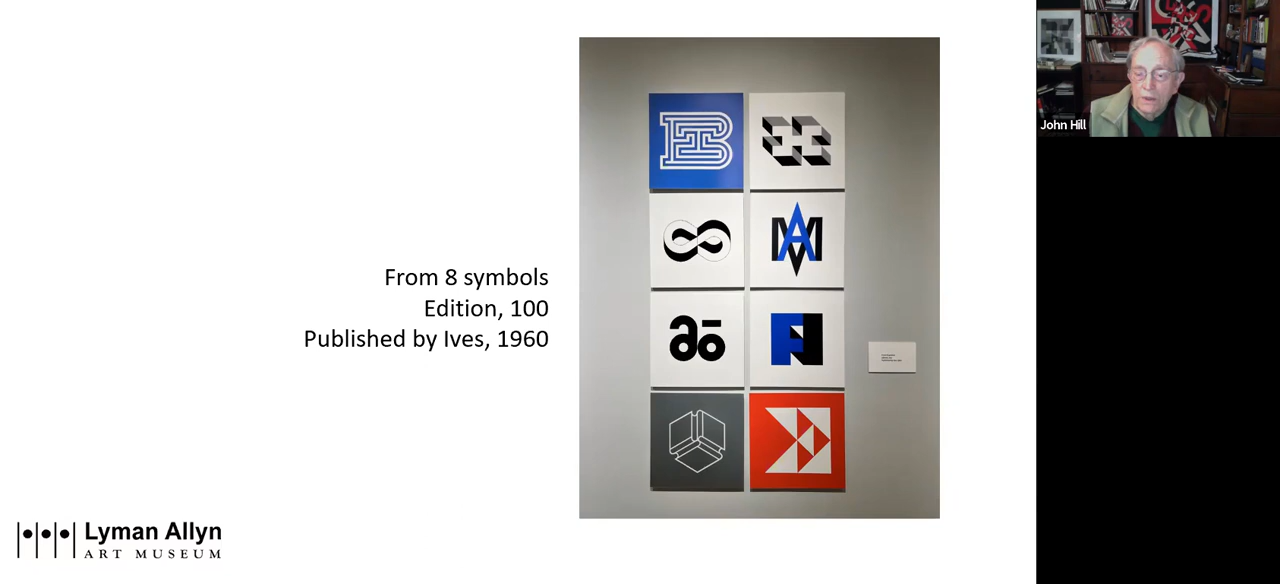 From 8 symbols
Edition, 100
Published by Ives, 1960
Lyman Allyn
ART MUSEUM
John Hill